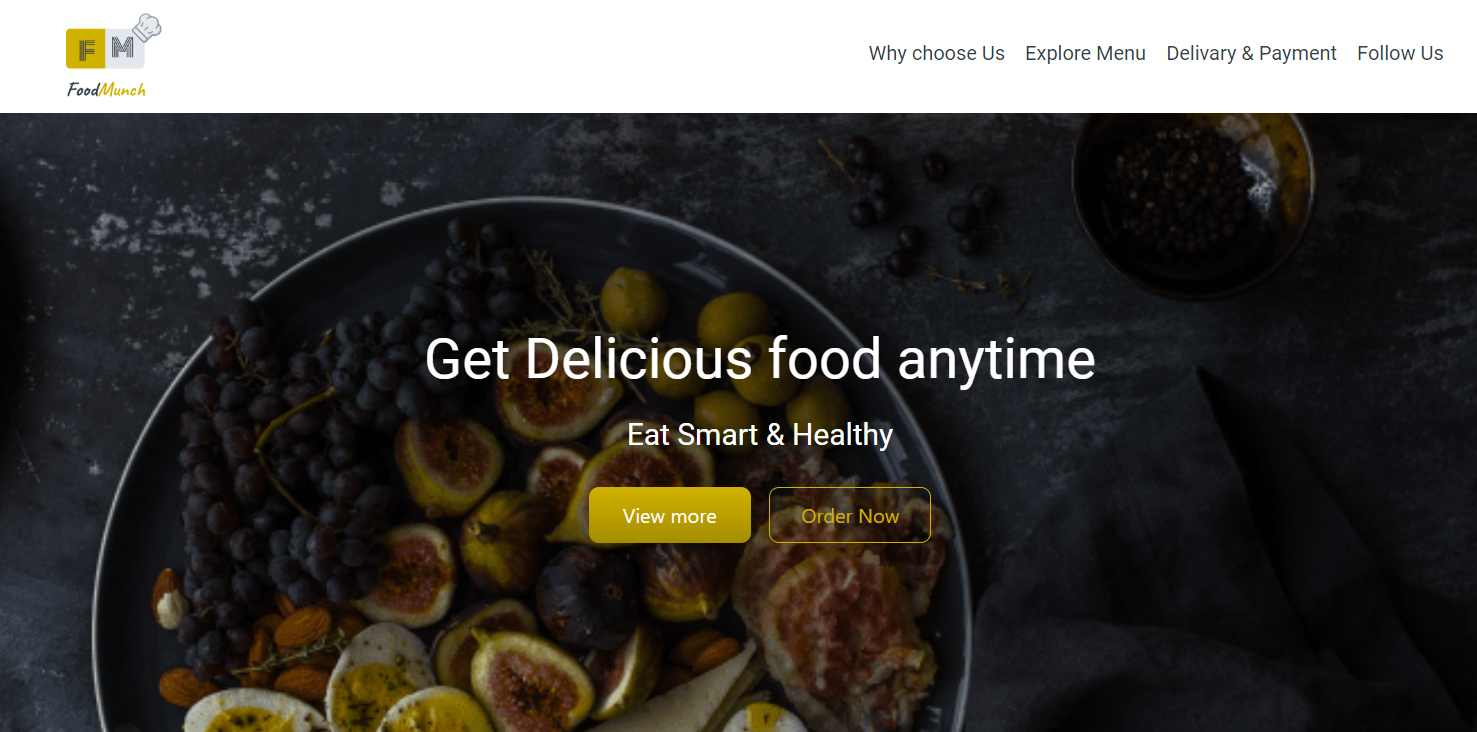 F M
FoodMunch
Why choose Us Explore Menu Delivary & Payment Follow Us
Get Delicious food anytime
Eat Smart & Healthy
View more Order Now